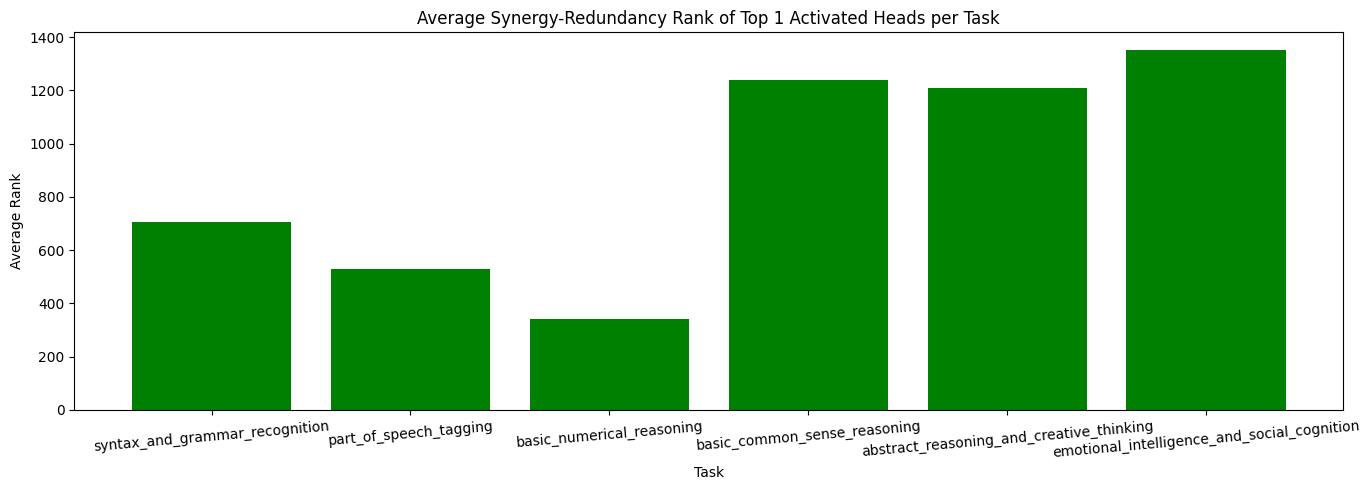 Average Synergy-Redundancy Rank of Top 1 Activated Heads per Task
Average Rank
1400
1200
1000
800
600
400
200
0
syntax_and_grammar_recognition
part_of_speech_tagging
basic_numerical_reasoning
basic_common_sense_reasoning
abstract_reasoning_and_creative_thinking
emotional_intelligence_and_social_cognition
Task